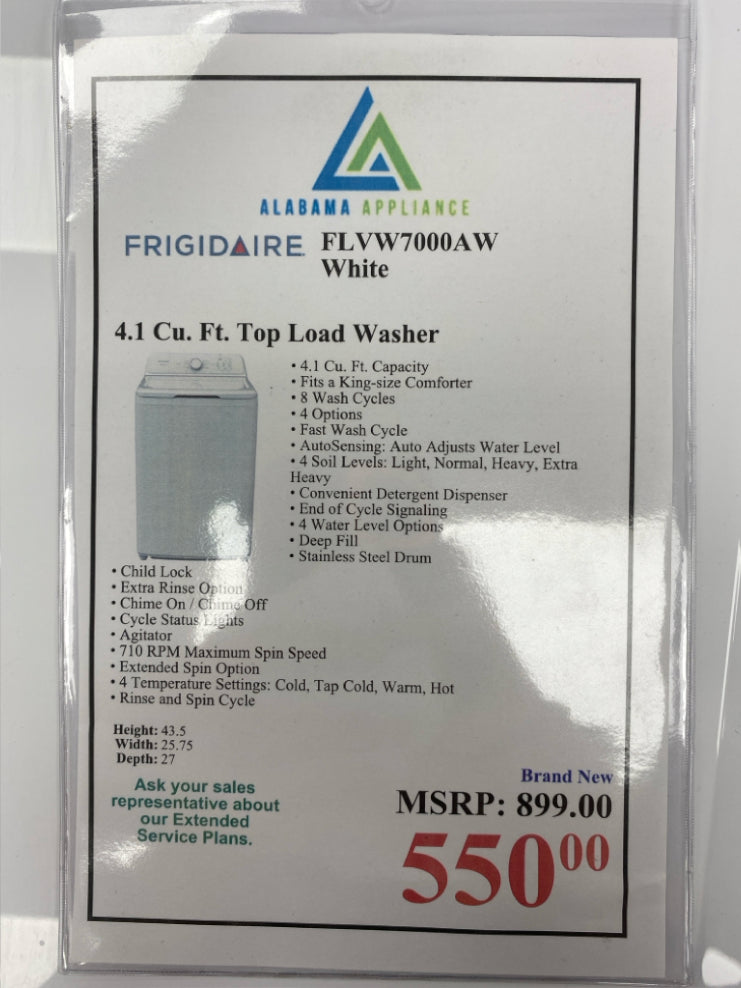 ALABAMA APPLIANCE
FRIGIDAIRE FLVW7000AW
White
4.1 Cu. Ft. Top Load Washer
• 4.1 Cu. Ft. Capacity
• Fits a King-size Comforter
• 8 Wash Cycles
• 4 Options
• Fast Wash Cycle
• AutoSensing: Auto Adjusts Water Level
• 4 Soil Levels: Light, Normal, Heavy, Extra
Heavy
• Convenient Detergent Dispenser
• End of Cycle Signaling
• 4 Water Level Options
• Deep Fill
• Stainless Steel Drum
• Child Lock
• Extra Rinse Option
• Chime On / Chime Off
• Cycle Status Lights
• Agitator
• 710 RPM Maximum Spin Speed
• Extended Spin Option
• 4 Temperature Settings: Cold, Tap Cold, Warm, Hot
• Rinse and Spin Cycle
Height: 43.5
Width: 25.75
Depth: 27
Ask your sales
representative about
our Extended
Service Plans.
Brand New
MSRP: 899.00
550⁰⁰